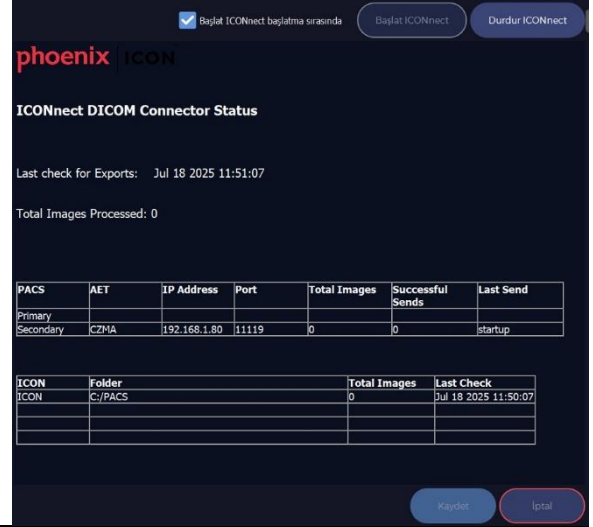 Başlat ICONnect başlatma sırasında
Başlat ICONnect
Durdur ICONnect
phoenix ICON
ICONnect DICOM Connector Status
Last check for Exports: Jul 18 2025 11:51:07
Total Images Processed: 0
PACS AET IP Address Port Total Images Successful Sends Last Send
Primary
Secondary CZMA 192.168.1.80 11119 0 0 startup
ICON Folder Total Images Last Check
ICON C:/PACS 0 Jul 18 2025 11:50:07
Kaydet
İptal